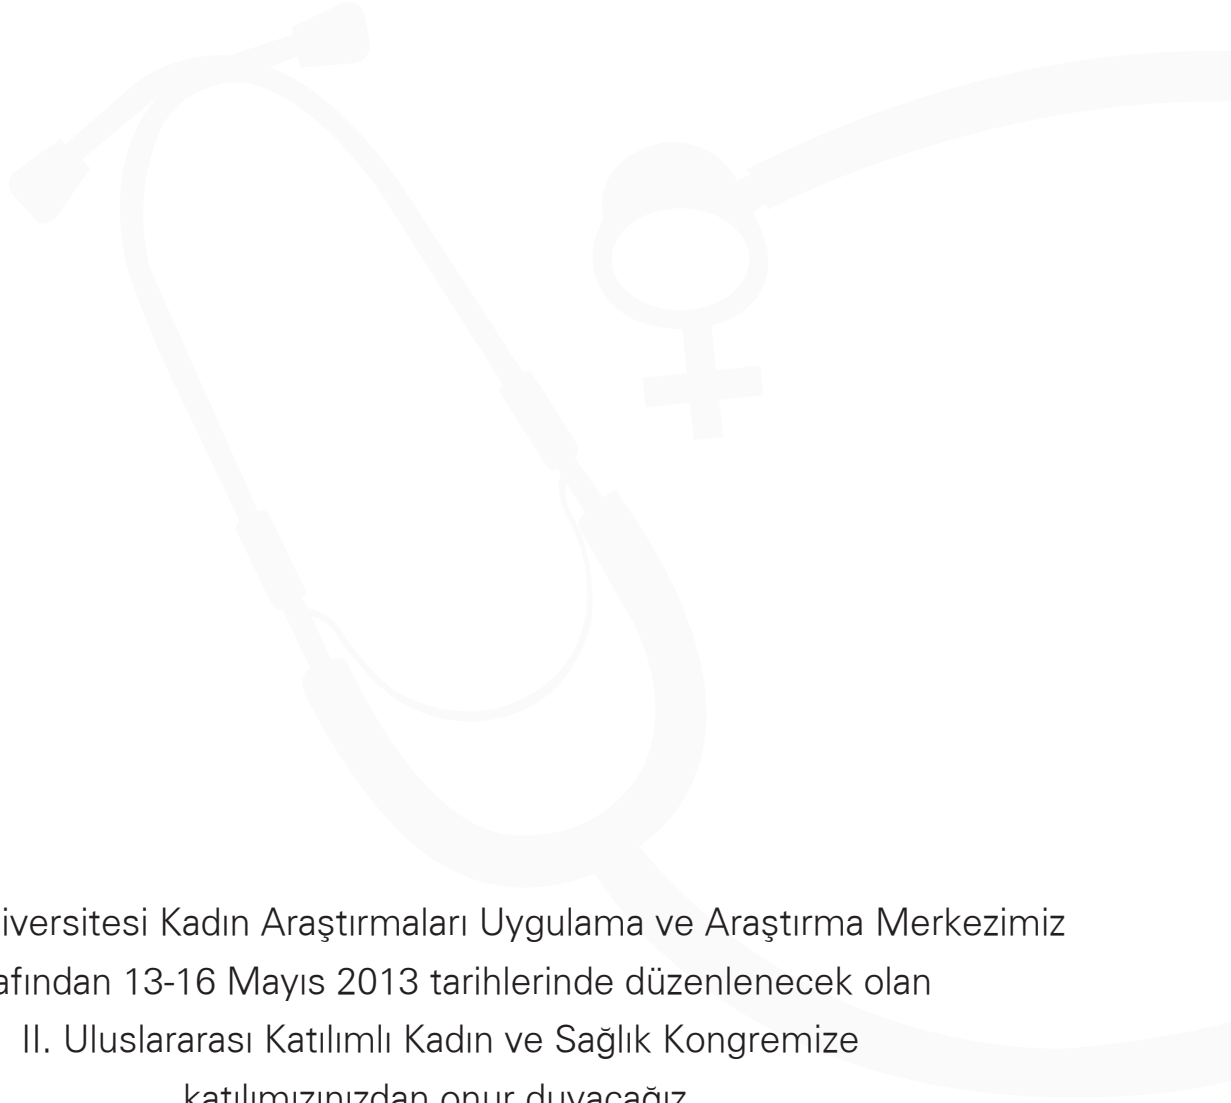 iversitesi Kadın Araştırmaları Uygulama ve Araştırma Merkezimiz
afından 13-16 Mayıs 2013 tarihlerinde düzenlenecek olan
II. Uluslararası Katılımlı Kadın ve Sağlık Kongremize
katılımızınızdan onur duyacağız